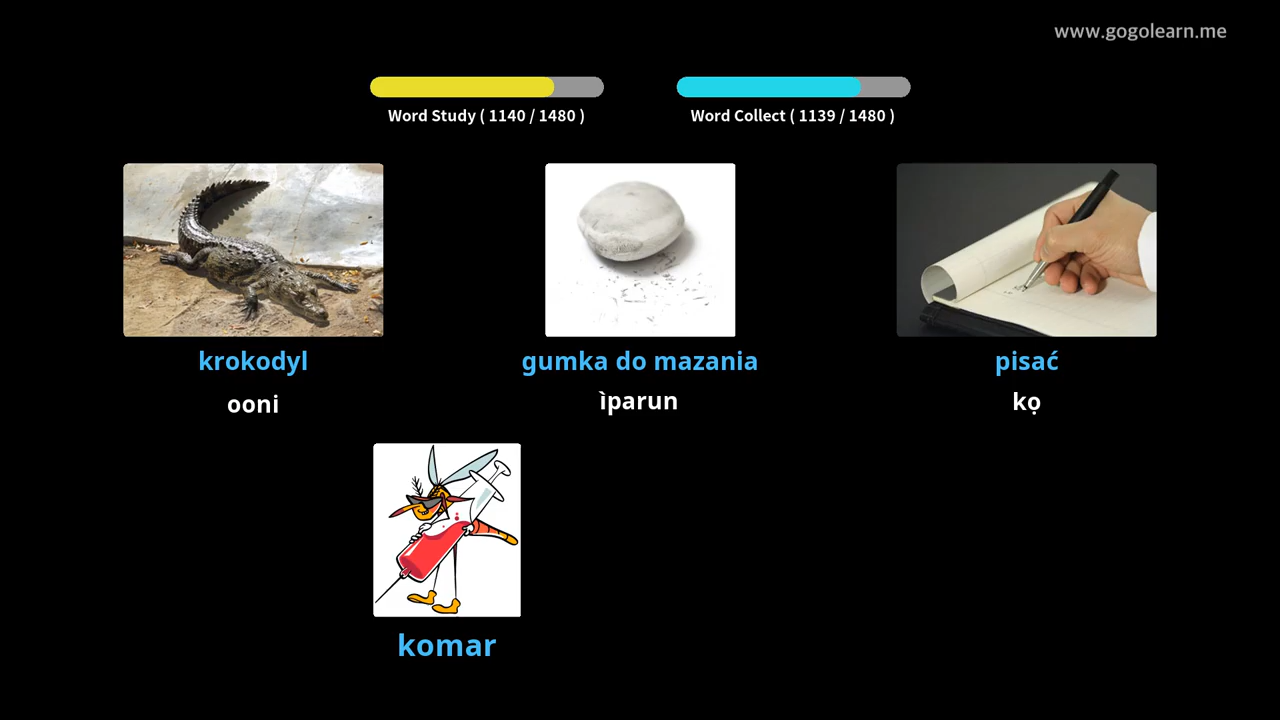 www.gogolearn.me
Word Study ( 1140 / 1480 )
Word Collect ( 1139 / 1480 )
krokodyl
gumka do mazania
pisać
ooni
ìparun
kọ
komar